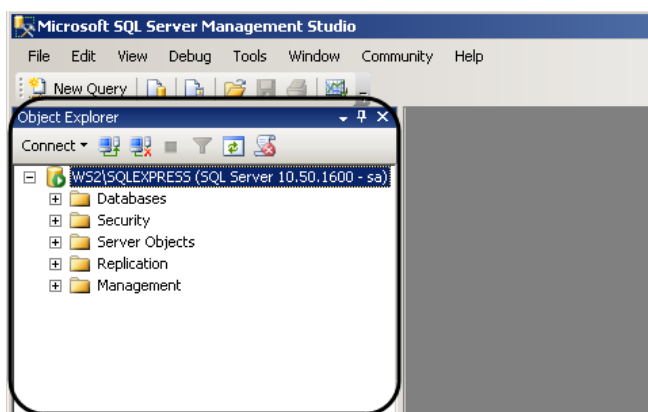 Microsoft SQL Server Management Studio
File Edit View Debug Tools Window Community Help
New Query
Object Explorer
Connect
WS2\SQLEXPRESS (SQL Server 10.50.1600 - sa)
Databases
Security
Server Objects
Replication
Management